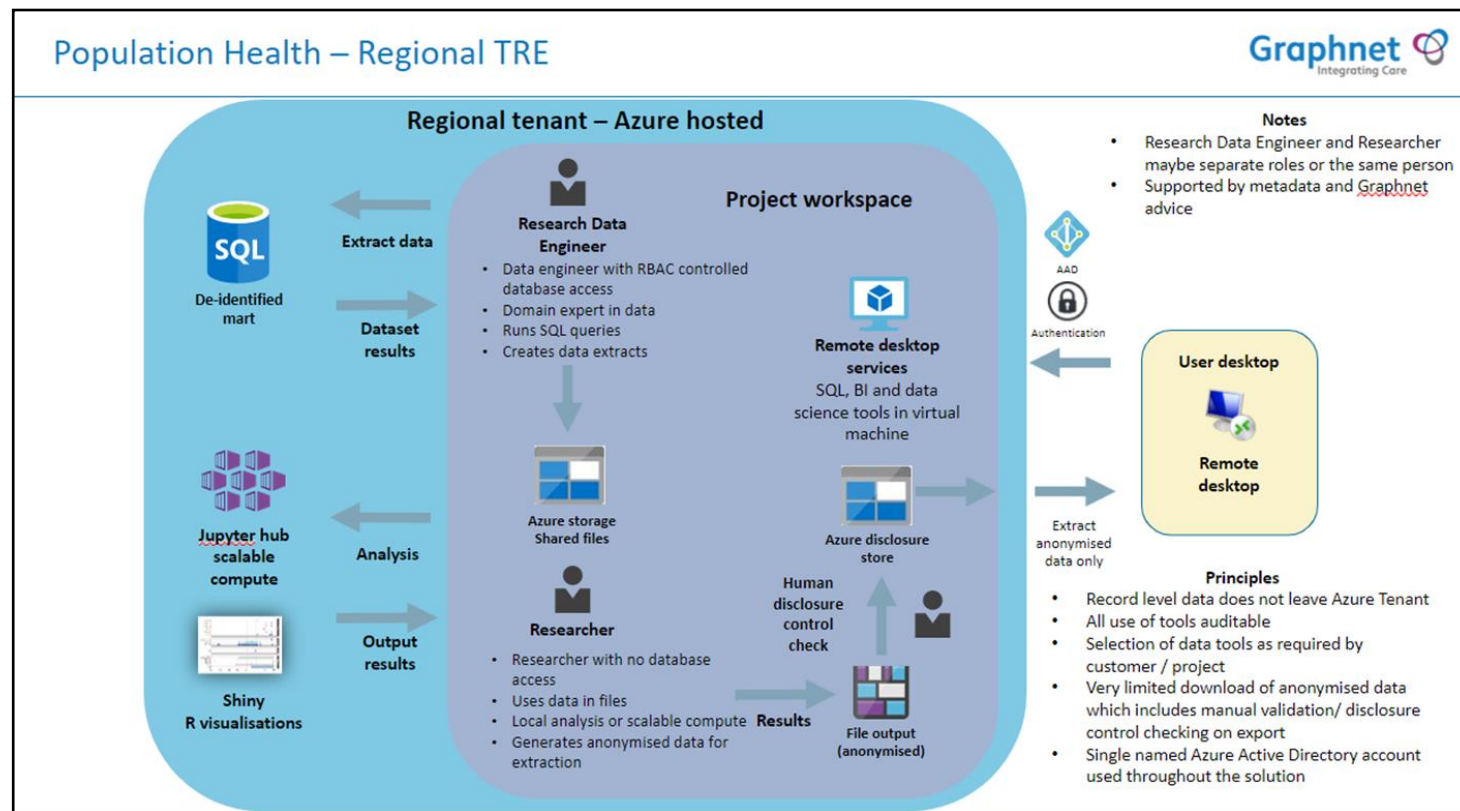 Population Health – Regional TRE
Graphnet
Integrating Care
Regional tenant – Azure hosted
Project workspace
SQL
De-identified
mart
Extract data
Dataset
results
Research Data
Engineer
• Data engineer with RBAC controlled
database access
• Domain expert in data
• Runs SQL queries
• Creates data extracts
Remote desktop
services
SQL, BI and data
science tools in virtual
machine
Azure storage
Shared files
Azure disclosure
store
Jupyter hub
scalable
compute
Analysis
Output
results
Shiny
R visualisations
Researcher
• Researcher with no database
access
• Uses data in files
• Local analysis or scalable compute
• Generates anonymised data for
extraction
Results
Human
disclosure
control
check
File output
(anonymised)
Notes
• Research Data Engineer and Researcher
maybe separate roles or the same person
• Supported by metadata and Graphnet
advice
AAD
Authentication
User desktop
Remote
desktop
Extract
anonymised
data only
Principles
• Record level data does not leave Azure Tenant
• All use of tools auditable
• Selection of data tools as required by
customer / project
• Very limited download of anonymised data
which includes manual validation/ disclosure
control checking on export
• Single named Azure Active Directory account
used throughout the solution